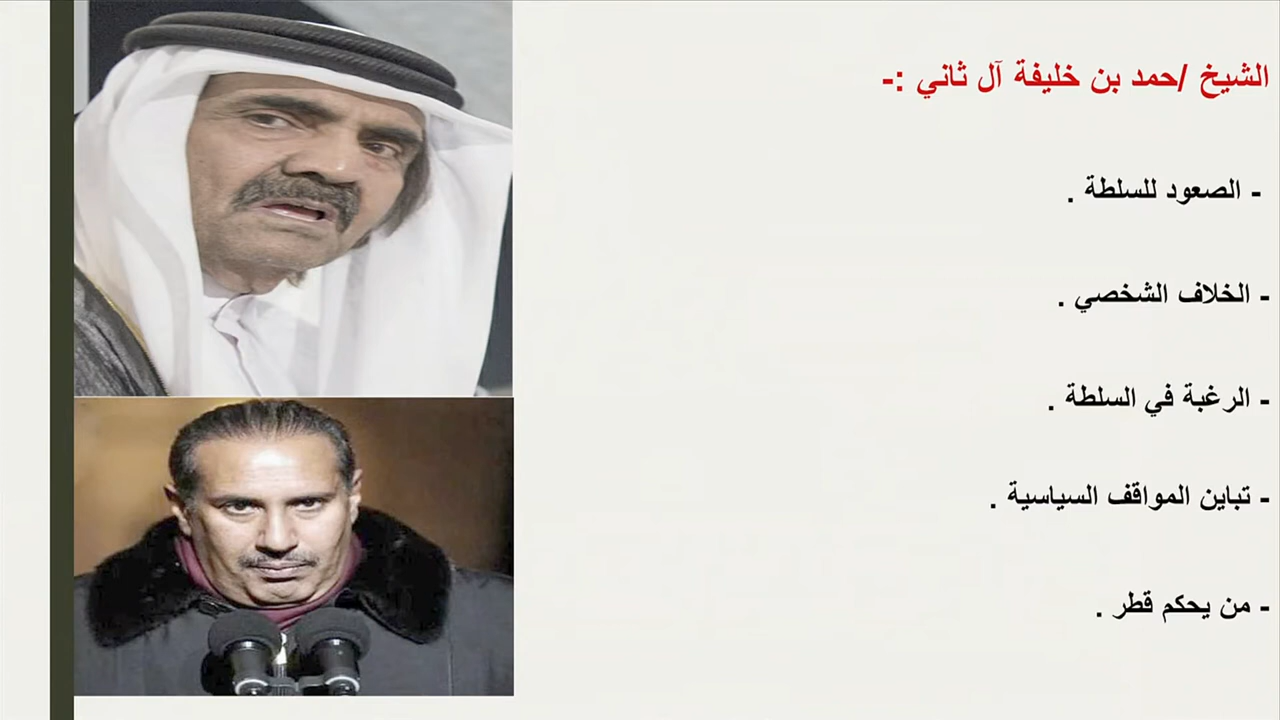 الشيخ /حمد بن خليفة آل ثاني :-
- الصعود للسلطة .
- الخلاف الشخصي .
- الرغبة في السلطة .
- تباين المواقف السياسية .
- من يحكم قطر .